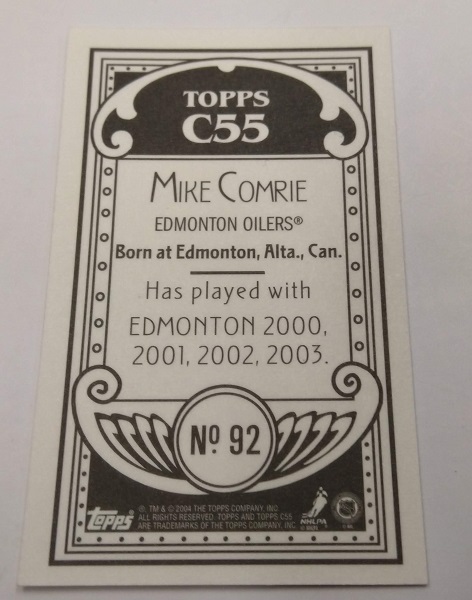 TOPPS
C55
MIKE COMRIE
EDMONTON OILERS®
Born at Edmonton, Alta., Can.
Has played with
EDMONTON 2000,
2001, 2002, 2003.
Nº 92
topps
®, TM & © 2004 THE TOPPS COMPANY, INC.
ALL RIGHTS RESERVED. TOPPS AND TOPPS C55
ARE TRADEMARKS OF THE TOPPS COMPANY, INC.
NHLPA